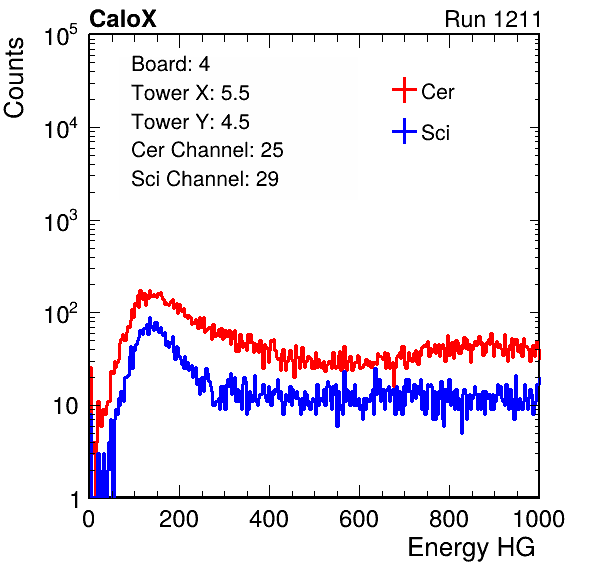 CaloX Run 1211
Counts
Board: 4
Tower X: 5.5
Tower Y: 4.5
Cer Channel: 25
Sci Channel: 29
Cer
Sci
10^5
10^4
10^3
10^2
10
1
0 200 400 600 800 1000
Energy HG